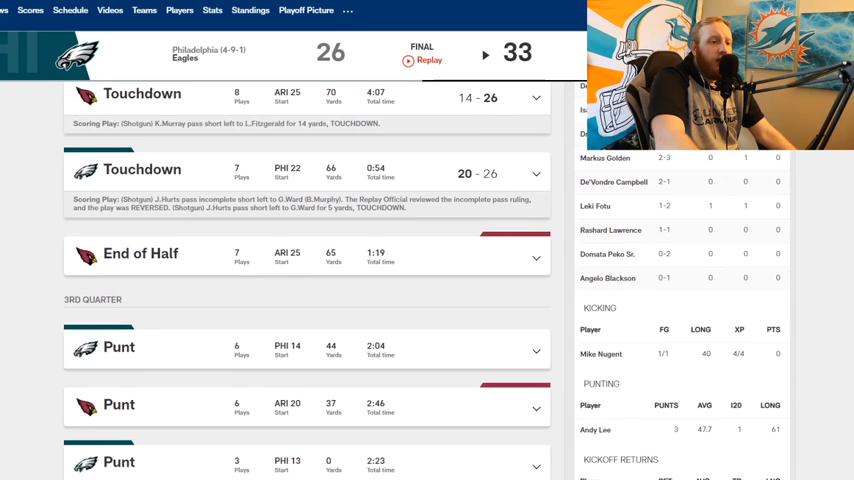 ws Scores Schedule Videos Teams Players Stats Standings Playoff Picture ...
Philadelphia (4-9-1)
Eagles
26
FINAL
Replay
33
Touchdown
8 ARI 25 70 4:07
Plays Start Yards Total time
14 - 26
Scoring Play: (Shotgun) K.Murray pass short left to L.Fitzgerald for 14 yards, TOUCHDOWN.
Touchdown
7 PHI 22 66 0:54
Plays Start Yards Total time
20 - 26
Scoring Play: (Shotgun) J.Hurts pass incomplete short left to G.Ward (B.Murphy). The Replay Official reviewed the incomplete pass ruling,
and the play was REVERSED. (Shotgun) J.Hurts pass short left to G.Ward for 5 yards, TOUCHDOWN.
End of Half
7 ARI 25 65 1:19
Plays Start Yards Total time
3RD QUARTER
Punt
6 PHI 14 44 2:04
Plays Start Yards Total time
Punt
6 ARI 20 37 2:46
Plays Start Yards Total time
Punt
3 PHI 13 0 2:23
Plays Start Yards Total time
Markus Golden 2-3 0 1 0
De'Vondre Campbell 2-1 0 0 0
Leki Fotu 1-2 1 1 0
Rashard Lawrence 1-1 0 0 0
Domata Peko Sr. 0-2 0 0 0
Angelo Blackson 0-1 0 0 0
KICKING
Player FG LONG XP PTS
Mike Nugent 1/1 40 4/4 0
PUNTING
Player PUNTS AVG I20 LONG
Andy Lee 3 47.7 1 61
KICKOFF RETURNS